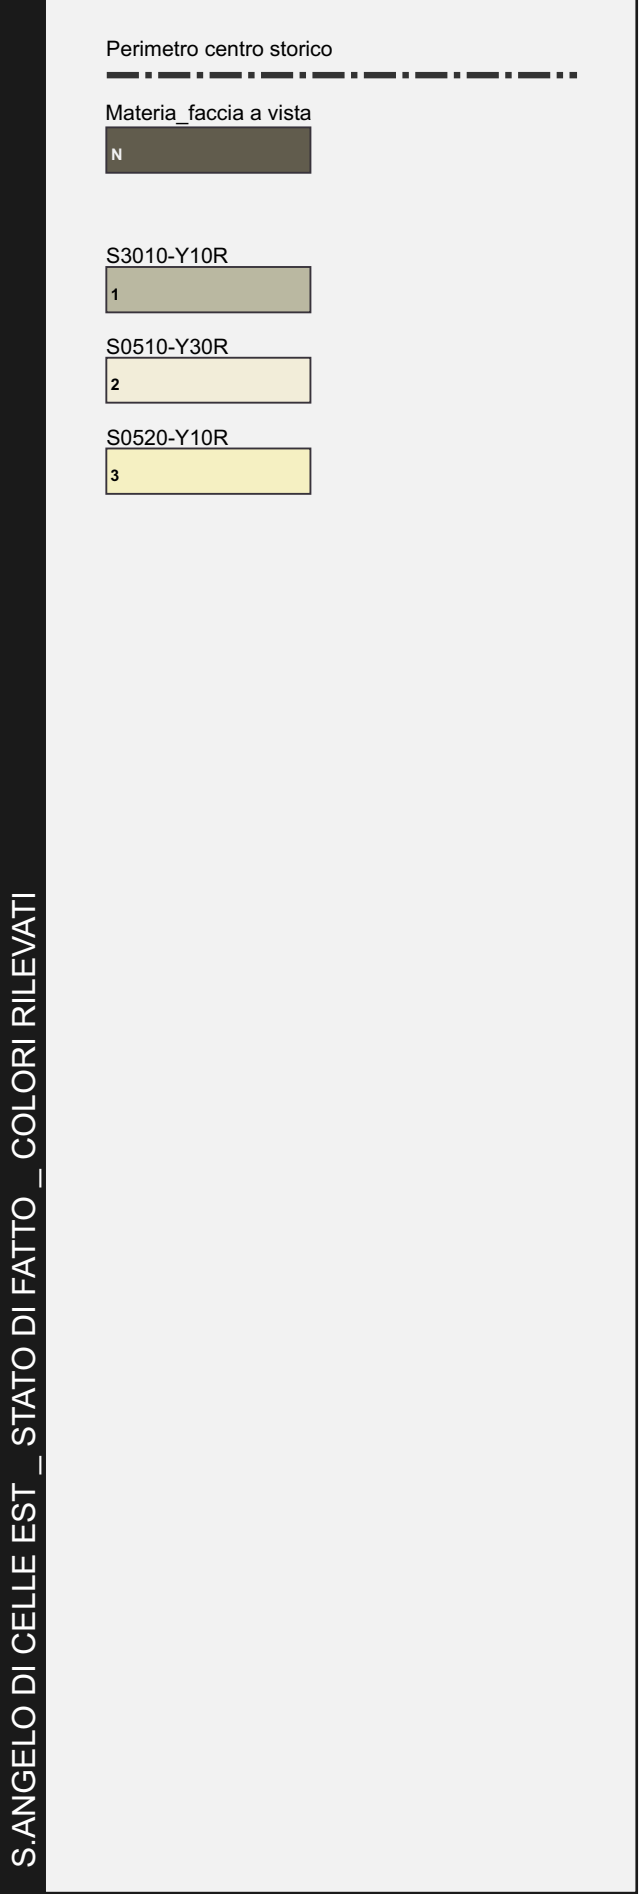 Perimetro centro storico
Materia_faccia a vista
N
S3010-Y10R
1
S0510-Y30R
2
S0520-Y10R
3
S.ANGELO DI CELLE EST _ STATO DI FATTO _ COLORI RILEVATI